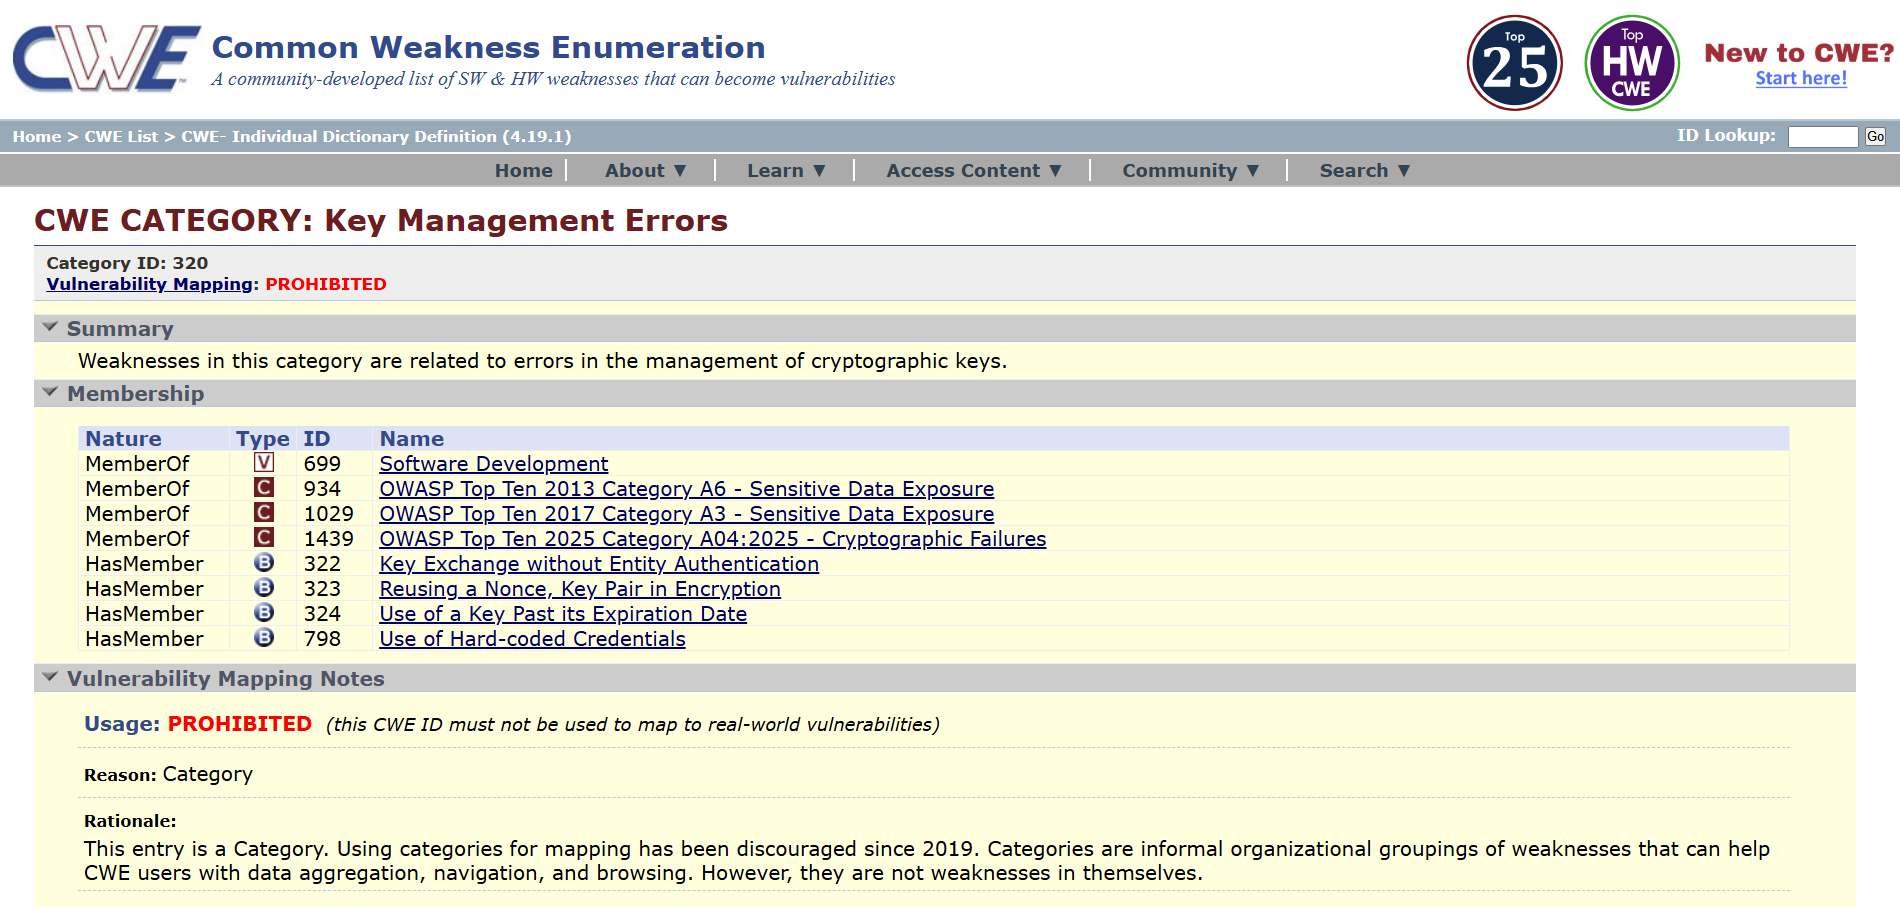 CWE
Common Weakness Enumeration
A community-developed list of SW & HW weaknesses that can become vulnerabilities
Top
25
Top
HW
CWE
New to CWE?
Start here!
Home > CWE List > CWE- Individual Dictionary Definition (4.19.1)
ID Lookup: Go
Home About ▼ Learn ▼ Access Content ▼ Community ▼ Search ▼
CWE CATEGORY: Key Management Errors
Category ID: 320
Vulnerability Mapping: PROHIBITED
Summary
Weaknesses in this category are related to errors in the management of cryptographic keys.
Membership
Nature Type ID Name
MemberOf V 699 Software Development
MemberOf C 934 OWASP Top Ten 2013 Category A6 - Sensitive Data Exposure
MemberOf C 1029 OWASP Top Ten 2017 Category A3 - Sensitive Data Exposure
MemberOf C 1439 OWASP Top Ten 2025 Category A04:2025 - Cryptographic Failures
HasMember B 322 Key Exchange without Entity Authentication
HasMember B 323 Reusing a Nonce, Key Pair in Encryption
HasMember B 324 Use of a Key Past its Expiration Date
HasMember B 798 Use of Hard-coded Credentials
Vulnerability Mapping Notes
Usage: PROHIBITED (this CWE ID must not be used to map to real-world vulnerabilities)
Reason: Category
Rationale:
This entry is a Category. Using categories for mapping has been discouraged since 2019. Categories are informal organizational groupings of weaknesses that can help
CWE users with data aggregation, navigation, and browsing. However, they are not weaknesses in themselves.